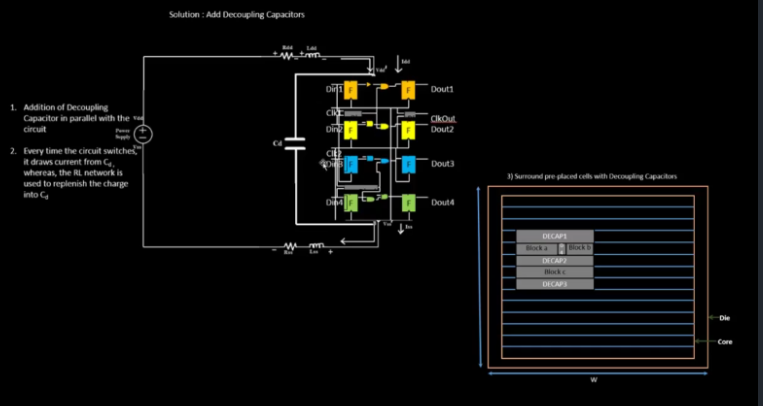 Solution : Add Decoupling Capacitors
Rdd
Ldd
Idd
Vdd'
Din1
F
F
Dout1
1. Addition of Decoupling
Capacitor in parallel with the
circuit
Vdd
Power
Supply
Clk1
ClkOut
Din2
F
F
Dout2
Cd
2. Every time the circuit switches,
it draws current from Cd,
whereas, the RL network is
used to replenish the charge
into Cd
Clk2
Din3
F
F
Dout3
Din4
F
F
Dout4
Vss'
Iss
Rss
Lss
3) Surround pre-placed cells with Decoupling Capacitors
DECAP1
Block a
Block b
DECAP2
Block c
DECAP3
Die
Core
W